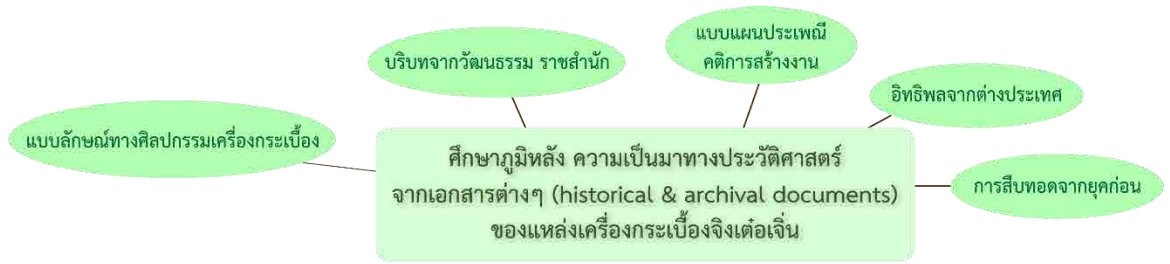 แบบแผนประเพณี
คติการสร้างงาน
บริบทจากวัฒนธรรม ราชสำนัก
อิทธิพลจากต่างประเทศ
แบบลักษณ์ทางศิลปกรรมเครื่องกระเบื้อง
ศึกษาภูมิหลัง ความเป็นมาทางประวัติศาสตร์
จากเอกสารต่างๆ (historical & archival documents)
ของแหล่งเครื่องกระเบื้องจิงเต๋อเจิ่น
การสืบทอดจากยุคก่อน